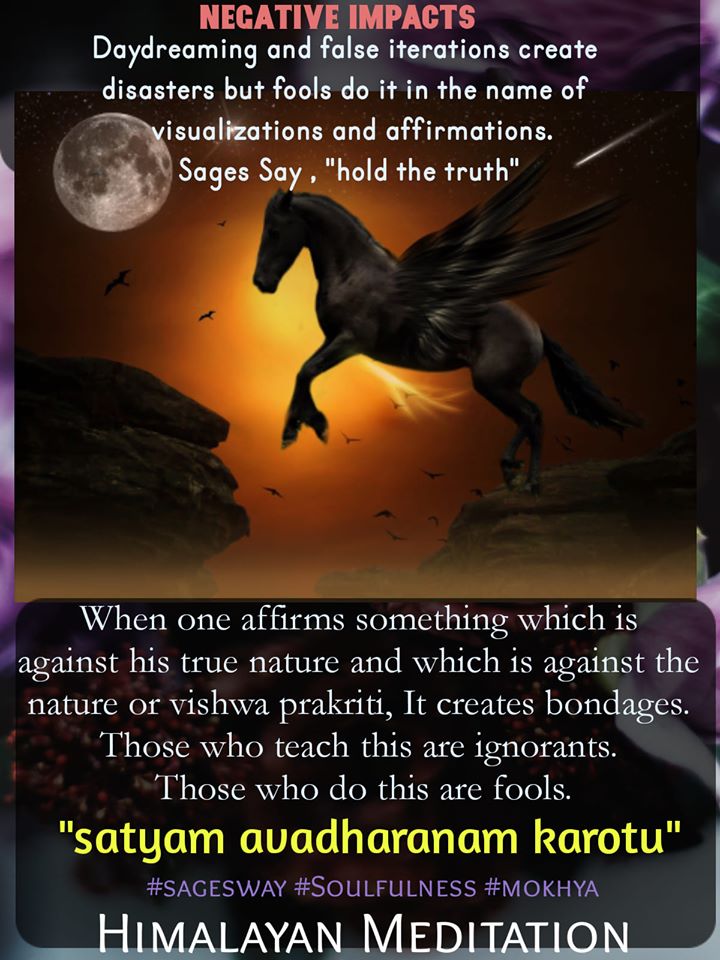 NEGATIVE IMPACTS
Daydreaming and false iterations create
disasters but fools do it in the name of
visualizations and affirmations.
Sages Say , "hold the truth"
When one affirms something which is
against his true nature and which is against the
nature or vishwa prakriti, It creates bondages.
Those who teach this are ignorants.
Those who do this are fools.
"satyam avadharanam karotu"
#SAGESWAY #SOULFULNESS #MOKHYA
HIMALAYAN MEDITATION